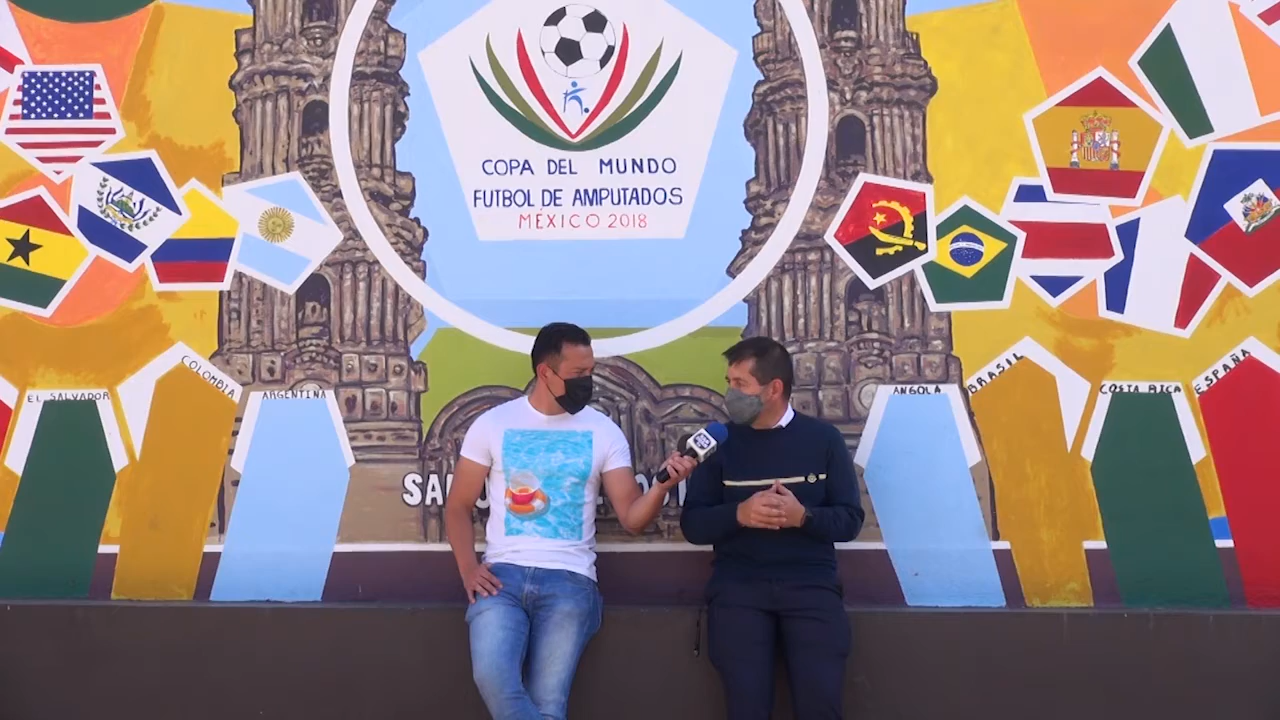 COPA DEL MUNDO
FUTBOL DE AMPUTADOS
MÉXICO 2018
EL SALVADOR
COLOMBIA
ARGENTINA
ANGOLA
BRASIL
COSTA RICA
ESPAÑA